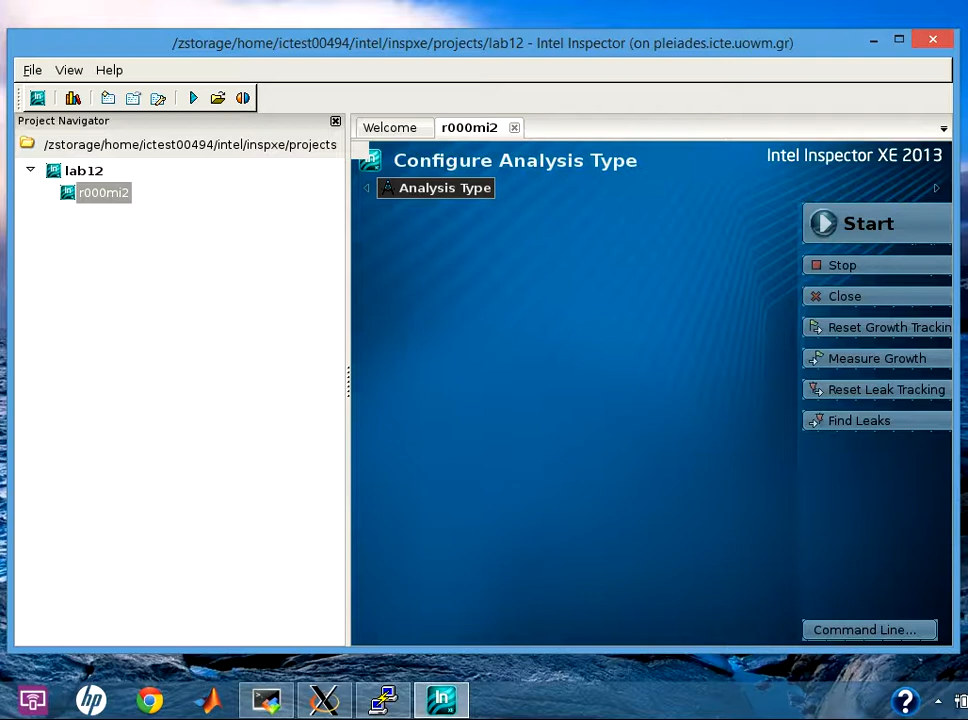 /zstorage/home/ictest00494/intel/inspxe/projects/lab12 - Intel Inspector (on pleiades.icte.uowm.gr)
File View Help
Project Navigator
Welcome r000mi2
/zstorage/home/ictest00494/intel/inspxe/projects
Configure Analysis Type
Intel Inspector XE 2013
lab12
Analysis Type
r000mi2
Start
Stop
Close
Reset Growth Trackin
Measure Growth
Reset Leak Tracking
Find Leaks
Command Line...
hp
?
In